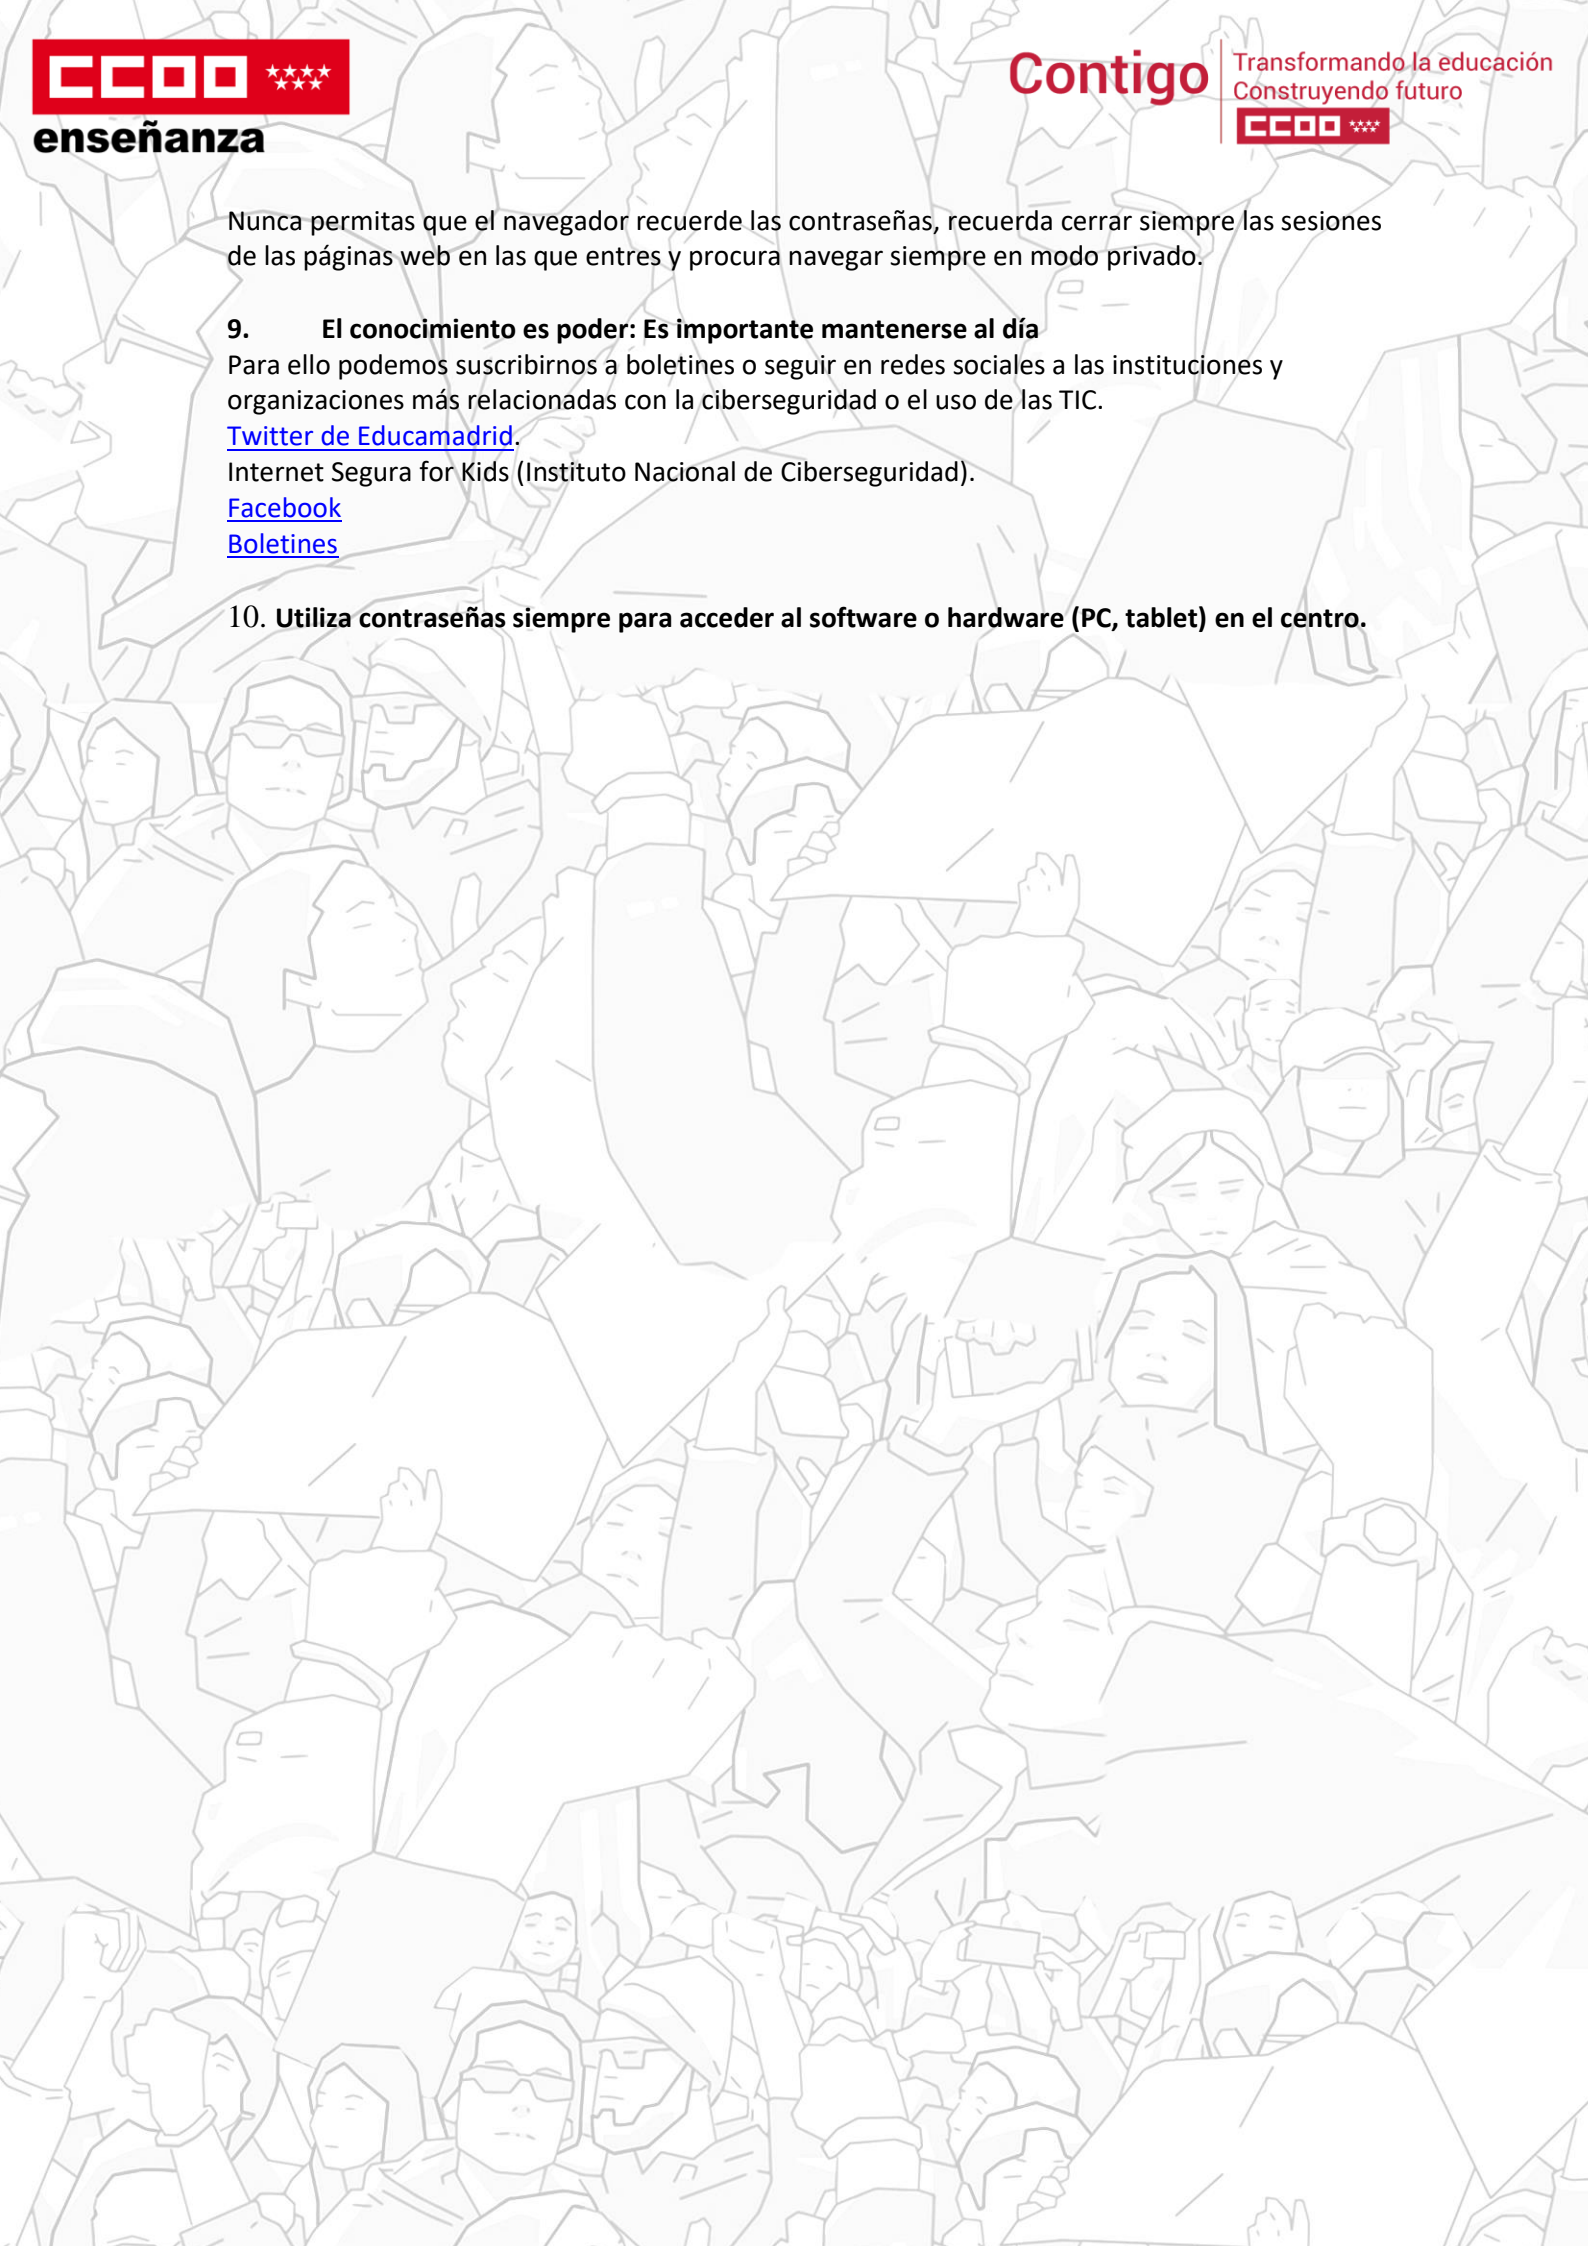 CCOO
enseñanza
Contigo
Transformando la educación
Construyendo futuro
CCOO
Nunca permitas que el navegador recuerde las contraseñas, recuerda cerrar siempre las sesiones
de las páginas web en las que entres y procura navegar siempre en modo privado.
9. El conocimiento es poder: Es importante mantenerse al día
Para ello podemos suscribirnos a boletines o seguir en redes sociales a las instituciones y
organizaciones más relacionadas con la ciberseguridad o el uso de las TIC.
Twitter de Educamadrid.
Internet Segura for Kids (Instituto Nacional de Ciberseguridad).
Facebook
Boletines
10. Utiliza contraseñas siempre para acceder al software o hardware (PC, tablet) en el centro.